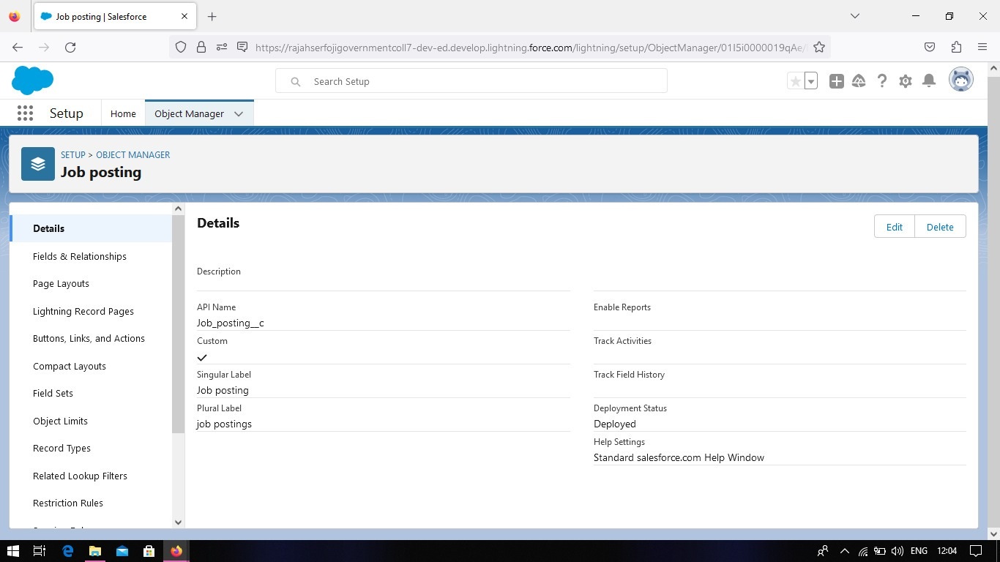 Job posting | Salesforce
https://rajahserfojigovernmentcoll7-dev-ed.develop.lightning.force.com/lightning/setup/ObjectManager/01I5i0000019qAe/
Search Setup
Setup
Home
Object Manager
SETUP > OBJECT MANAGER
Job posting
Details
Fields & Relationships
Page Layouts
Lightning Record Pages
Buttons, Links, and Actions
Compact Layouts
Field Sets
Object Limits
Record Types
Related Lookup Filters
Restriction Rules
Details
Edit
Delete
Description
API Name
Job_posting__c
Custom
Singular Label
Job posting
Plural Label
job postings
Enable Reports
Track Activities
Track Field History
Deployment Status
Deployed
Help Settings
Standard salesforce.com Help Window
ENG
12:04